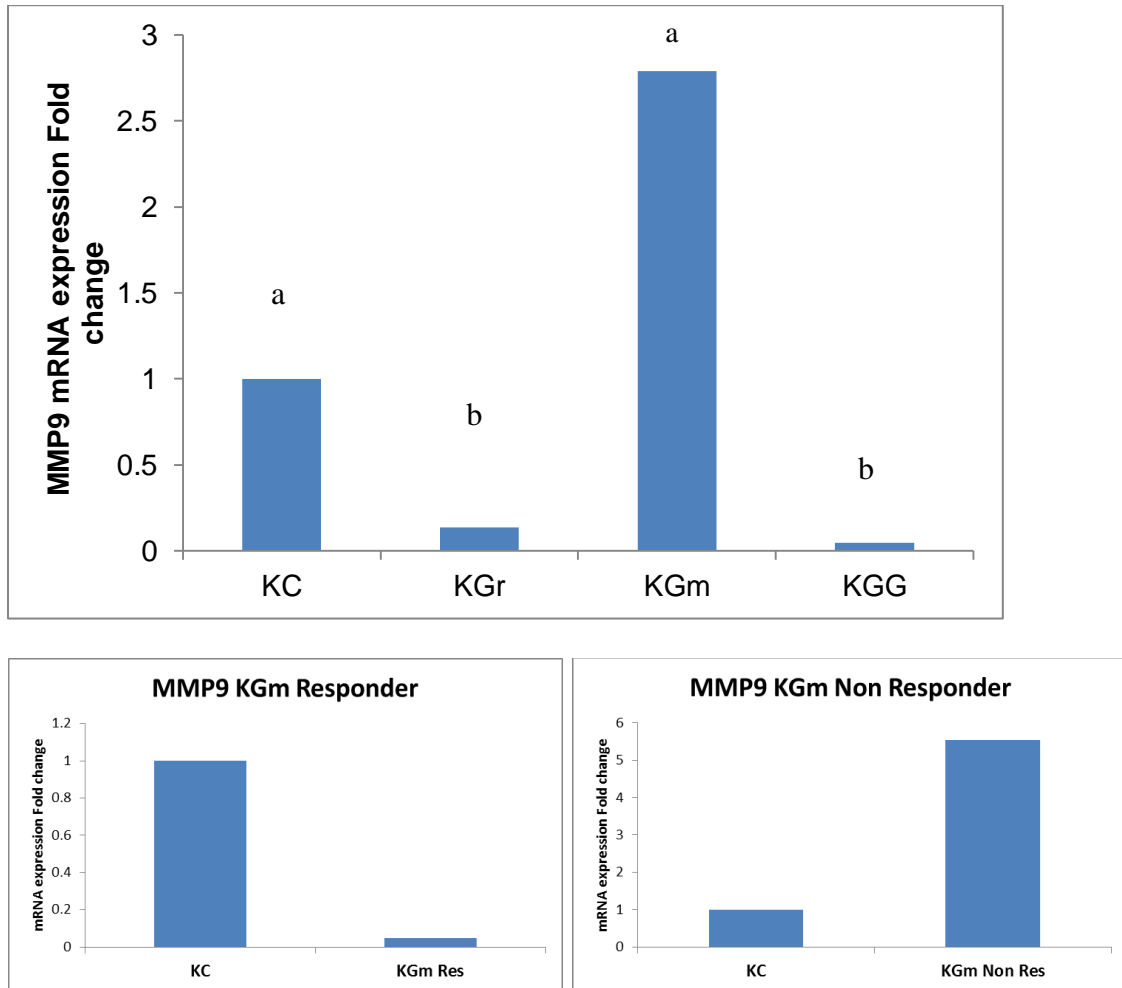 MMP9 mRNA expression Fold
change
3
2.5
2
1.5
1
0.5
0
a
b
a
b
KC
KGr
KGm
KGG
MMP9 KGm Responder
mRNA expression Fold change
1.2
1
0.8
0.6
0.4
0.2
0
KC
KGm Res
MMP9 KGm Non Responder
mRNA expression Fold change
6
5
4
3
2
1
0
KC
KGm Non Res